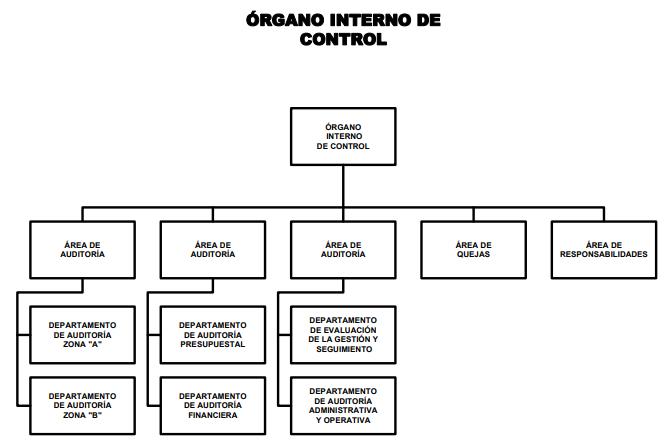 ÓRGANO INTERNO DE
CONTROL
ÓRGANO
INTERNO
DE CONTROL
ÁREA DE
AUDITORÍA
ÁREA DE
AUDITORÍA
ÁREA DE
AUDITORÍA
ÁREA DE
QUEJAS
ÁREA DE
RESPONSABILIDADES
DEPARTAMENTO
DE AUDITORÍA
ZONA "A"
DEPARTAMENTO
DE AUDITORÍA
PRESUPUESTAL
DEPARTAMENTO
DE EVALUACIÓN
DE LA GESTIÓN Y
SEGUIMIENTO
DEPARTAMENTO
DE AUDITORÍA
ZONA "B"
DEPARTAMENTO
DE AUDITORÍA
FINANCIERA
DEPARTAMENTO
DE AUDITORÍA
ADMINISTRATIVA
Y OPERATIVA